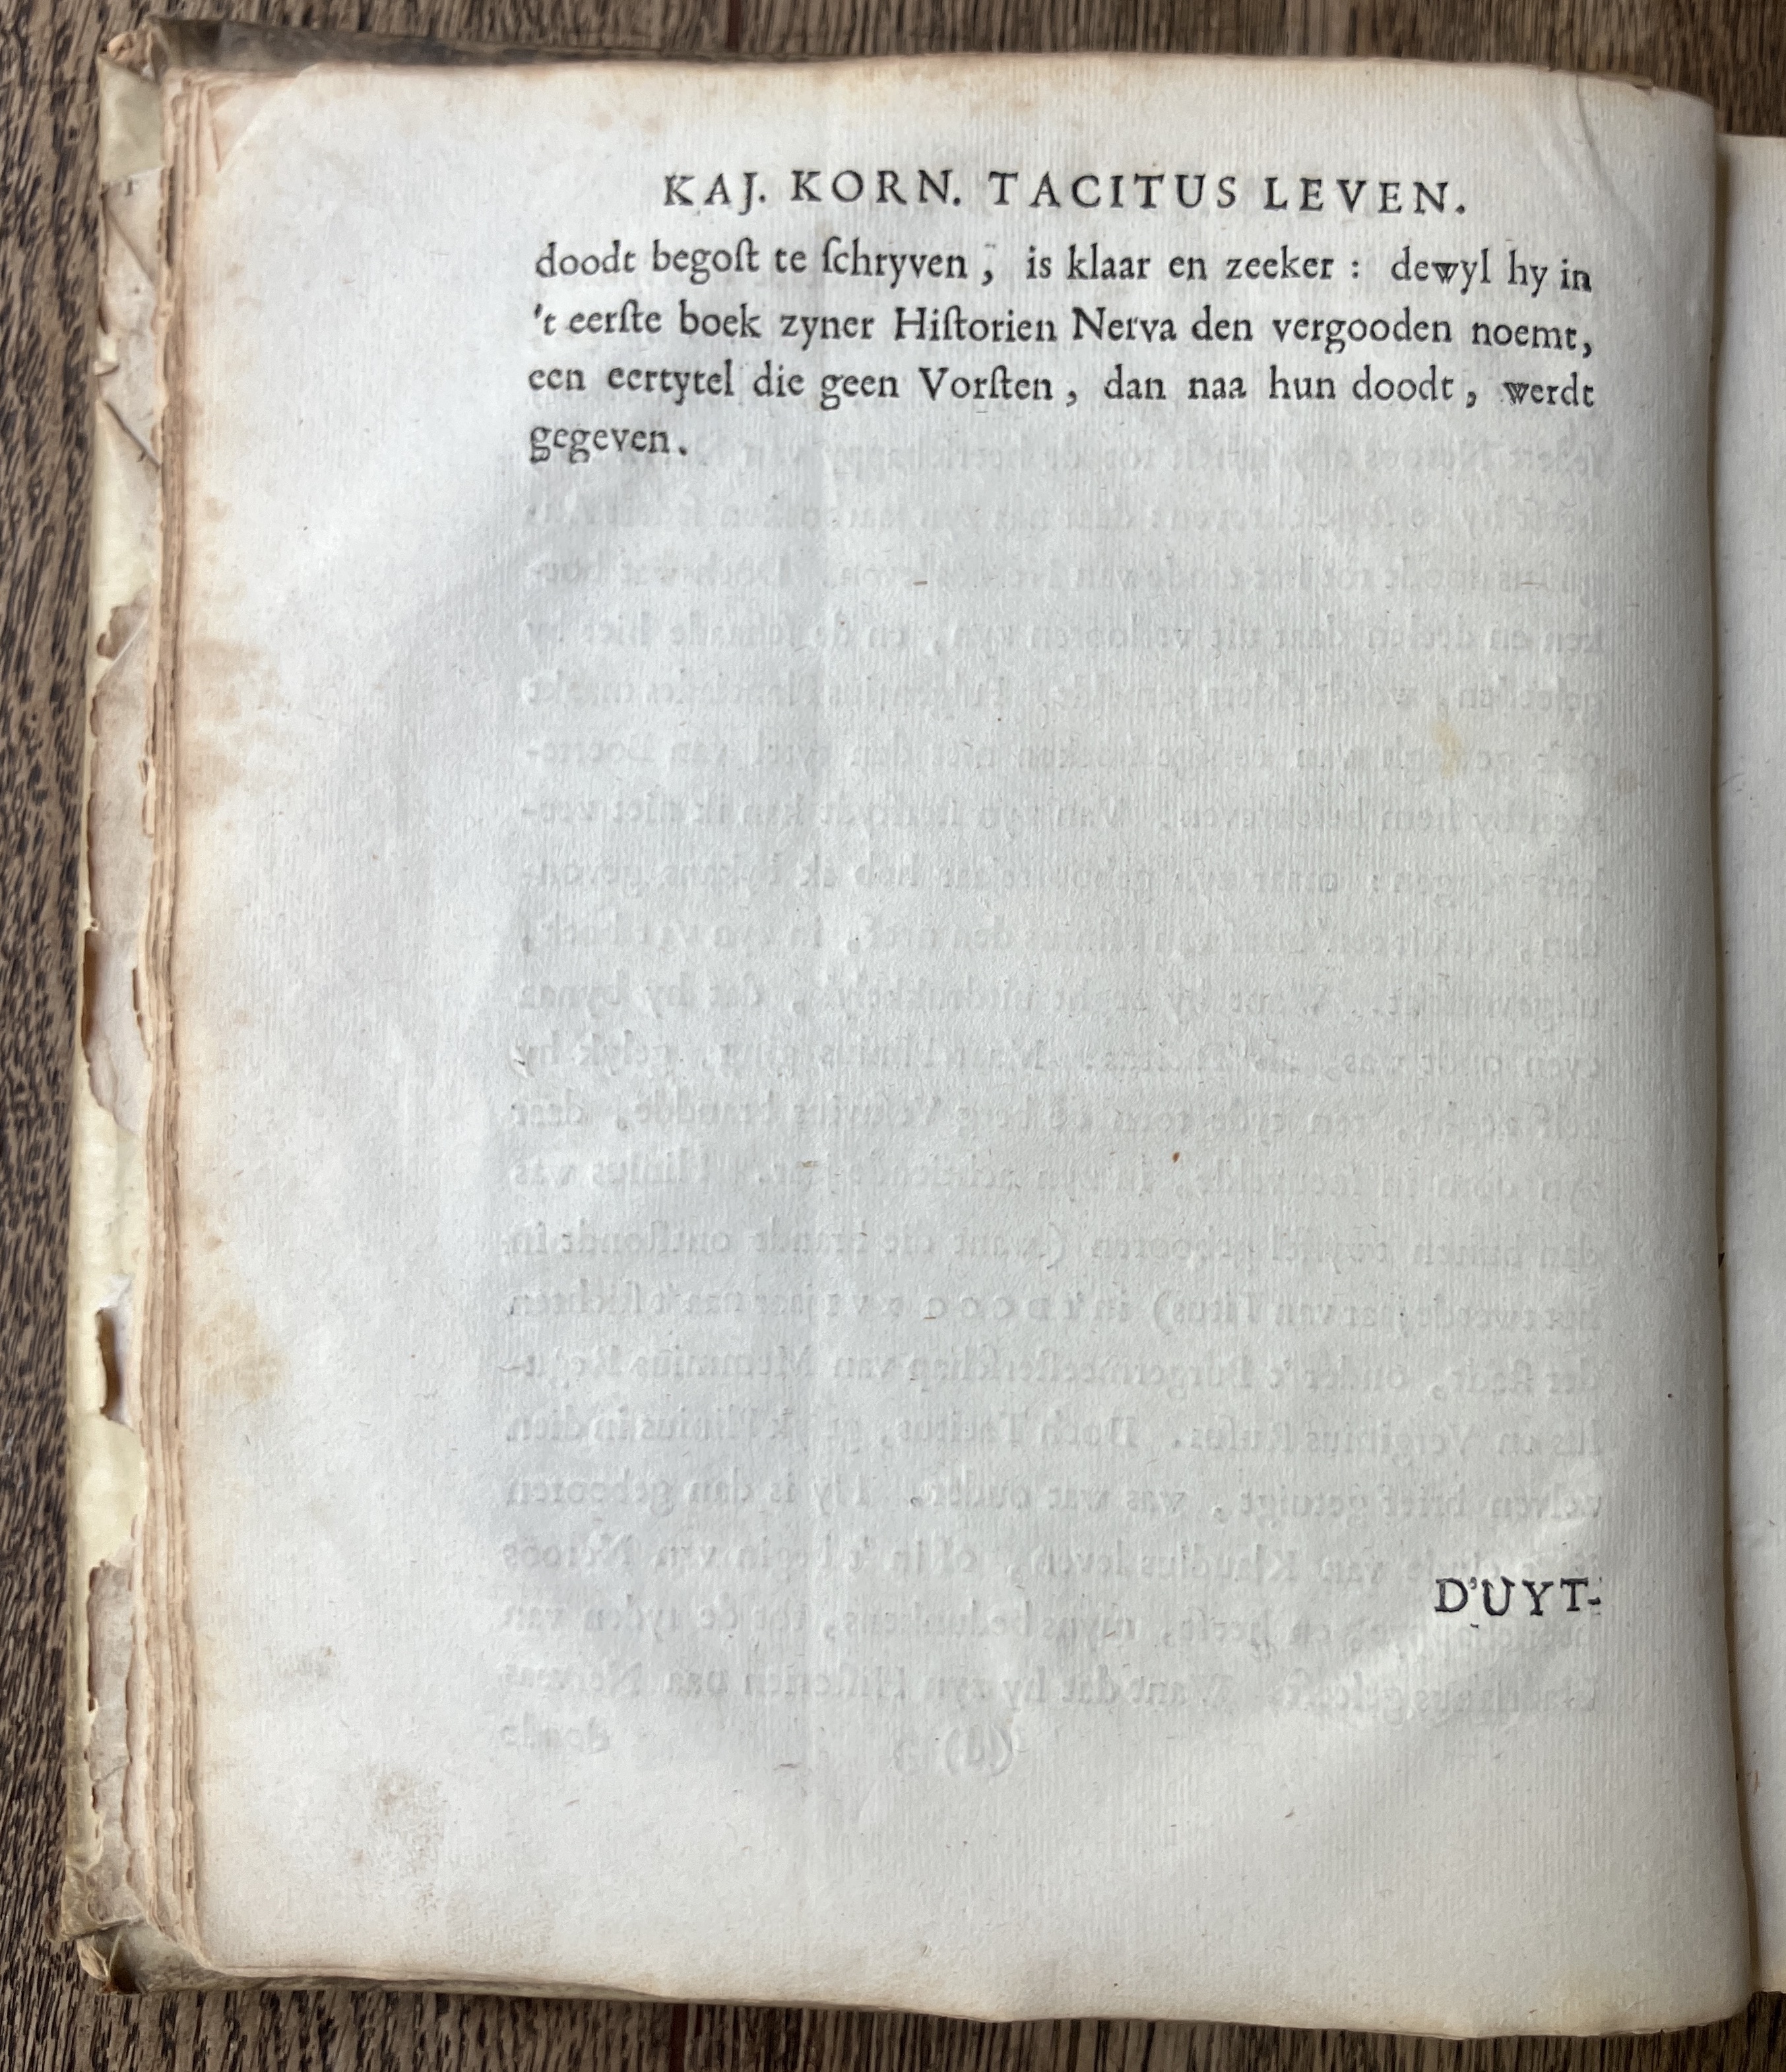 KAJ. KORN. TACITUS LEVEN.
doodt begoſt te ſchryven, is klaar en zeeker: dewyl hy in
't eerſte boek zyner Hiſtorien Nerva den vergooden noemt,
een eertytel die geen Vorſten, dan naa hun doodt, werdt
gegeven.
D'UYT-